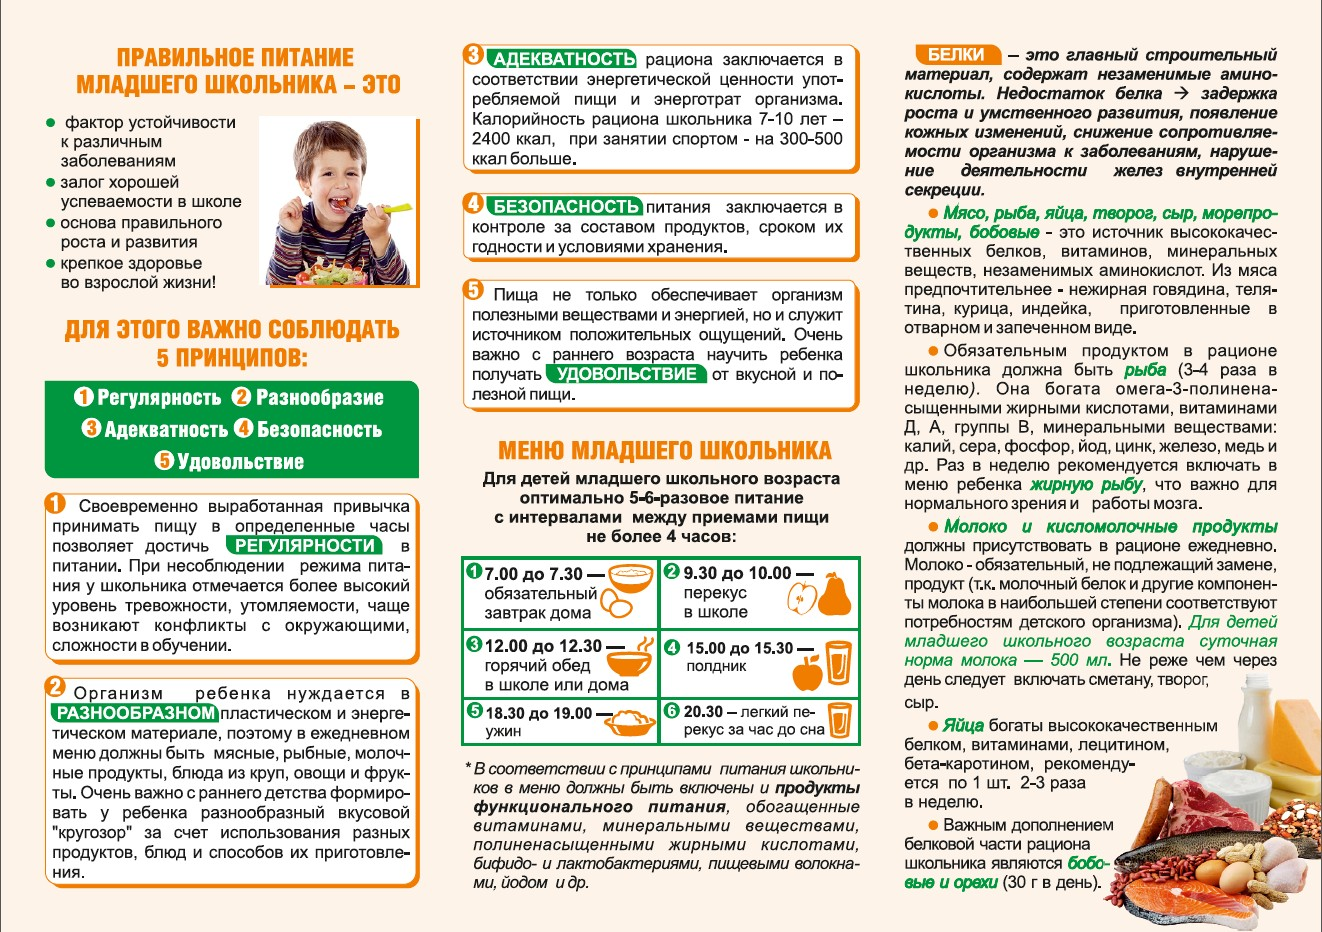 ПРАВИЛЬНОЕ ПИТАНИЕ
МЛАДШЕГО ШКОЛЬНИКА – ЭТО
● фактор устойчивости
к различным
заболеваниям
● залог хорошей
успеваемости в школе
● основа правильного
роста и развития
● крепкое здоровье
во взрослой жизни!
ДЛЯ ЭТОГО ВАЖНО СОБЛЮДАТЬ
5 ПРИНЦИПОВ:
1 Регулярность 2 Разнообразие
3 Адекватность 4 Безопасность
5 Удовольствие
1 Своевременно выработанная привычка
принимать пищу в определенные часы
позволяет достичь РЕГУЛЯРНОСТИ в
питании. При несоблюдении режима пита-
ния у школьника отмечается более высокий
уровень тревожности, утомляемости, чаще
возникают конфликты с окружающими,
сложности в обучении.
2 Организм ребенка нуждается в
РАЗНООБРАЗНОМ пластическом и энерге-
тическом материале, поэтому в ежедневном
меню должны быть мясные, рыбные, молоч-
ные продукты, блюда из круп, овощи и фрук-
ты. Очень важно с раннего детства формиро-
вать у ребенка разнообразный вкусовой
"кругозор" за счет использования разных
продуктов, блюд и способов их приготовле-
ния.
3 АДЕКВАТНОСТЬ рациона заключается в
соответствии энергетической ценности упот-
ребляемой пищи и энерготрат организма.
Калорийность рациона школьника 7-10 лет –
2400 ккал, при занятии спортом - на 300-500
ккал больше.
4 БЕЗОПАСНОСТЬ питания заключается в
контроле за составом продуктов, сроком их
годности и условиями хранения.
5 Пища не только обеспечивает организм
полезными веществами и энергией, но и служит
источником положительных ощущений. Очень
важно с раннего возраста научить ребенка
получать УДОВОЛЬСТВИЕ от вкусной и по-
лезной пищи.
МЕНЮ МЛАДШЕГО ШКОЛЬНИКА
Для детей младшего школьного возраста
оптимально 5-6-разовое питание
с интервалами между приемами пищи
не более 4 часов:
1 7.00 до 7.30 —
обязательный
завтрак дома
2 9.30 до 10.00 —
перекус
в школе
3 12.00 до 12.30 —
горячий обед
в школе или дома
4 15.00 до 15.30 —
полдник
5 18.30 до 19.00 —
ужин
6 20.30 – легкий пе-
рекус за час до сна
* В соответствии с принципами питания школьни-
ков в меню должны быть включены и продукты
функционального питания, обогащенные
витаминами, минеральными веществами,
полиненасыщенными жирными кислотами,
бифидо- и лактобактериями, пищевыми волокна-
ми, йодом и др.
БЕЛКИ – это главный строительный
материал, содержат незаменимые амино-
кислоты. Недостаток белка → задержка
роста и умственного развития, появление
кожных изменений, снижение сопротивляе-
мости организма к заболеваниям, наруше-
ние деятельности желез внутренней
секреции.
● Мясо, рыба, яйца, творог, сыр, морепро-
дукты, бобовые - это источник высококачес-
твенных белков, витаминов, минеральных
веществ, незаменимых аминокислот. Из мяса
предпочтительнее - нежирная говядина, теля-
тина, курица, индейка, приготовленные в
отварном и запеченном виде.
● Обязательным продуктом в рационе
школьника должна быть рыба (3-4 раза в
неделю). Она богата омега-3-полинена-
сыщенными жирными кислотами, витаминами
Д, А, группы В, минеральными веществами:
калий, сера, фосфор, йод, цинк, железо, медь и
др. Раз в неделю рекомендуется включать в
меню ребенка жирную рыбу, что важно для
нормального зрения и работы мозга.
● Молоко и кисломолочные продукты
должны присутствовать в рационе ежедневно.
Молоко - обязательный, не подлежащий замене,
продукт (т.к. молочный белок и другие компонен-
ты молока в наибольшей степени соответствуют
потребностям детского организма). Для детей
младшего школьного возраста суточная
норма молока — 500 мл. Не реже чем через
день следует включать сметану, творог,
сыр.
● Яйца богаты высококачественным
белком, витаминами, лецитином,
бета-каротином, рекоменду-
ется по 1 шт. 2-3 раза
в неделю.
● Важным дополнением
белковой части рациона
школьника являются бобо-
вые и орехи (30 г в день).